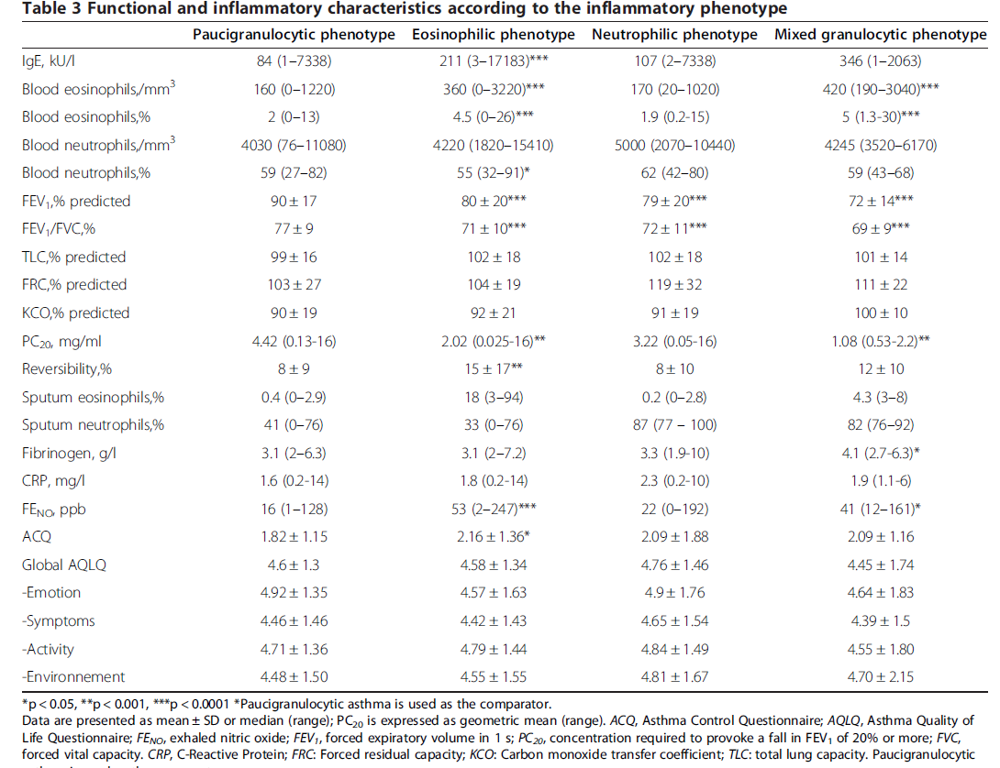 Table 3 Functional and inflammatory characteristics according to the inflammatory phenotype
Paucigranulocytic phenotype Eosinophilic phenotype Neutrophilic phenotype Mixed granulocytic phenotype
IgE, kU/l 84 (1–7338) 211 (3–17183)*** 107 (2–7338) 346 (1–2063)
Blood eosinophils,/mm³ 160 (0–1220) 360 (0–3220)*** 170 (20–1020) 420 (190–3040)***
Blood eosinophils,% 2 (0–13) 4.5 (0–26)*** 1.9 (0.2-15) 5 (1.3-30)***
Blood neutrophils,/mm³ 4030 (76–11080) 4220 (1820–15410) 5000 (2070–10440) 4245 (3520–6170)
Blood neutrophils,% 59 (27–82) 55 (32–91)* 62 (42–80) 59 (43–68)
FEV₁,% predicted 90 ± 17 80 ± 20*** 79 ± 20*** 72 ± 14***
FEV₁/FVC,% 77 ± 9 71 ± 10*** 72 ± 11*** 69 ± 9***
TLC,% predicted 99 ± 16 102 ± 18 102 ± 18 101 ± 14
FRC,% predicted 103 ± 27 104 ± 19 119 ± 32 111 ± 22
KCO,% predicted 90 ± 19 92 ± 21 91 ± 19 100 ± 10
PC₂₀, mg/ml 4.42 (0.13-16) 2.02 (0.025-16)** 3.22 (0.05-16) 1.08 (0.53-2.2)**
Reversibility,% 8 ± 9 15 ± 17** 8 ± 10 12 ± 10
Sputum eosinophils,% 0.4 (0–2.9) 18 (3–94) 0.2 (0–2.8) 4.3 (3–8)
Sputum neutrophils,% 41 (0–76) 33 (0–76) 87 (77 – 100) 82 (76–92)
Fibrinogen, g/l 3.1 (2–6.3) 3.1 (2–7.2) 3.3 (1.9-10) 4.1 (2.7-6.3)*
CRP, mg/l 1.6 (0.2-14) 1.8 (0.2-14) 2.3 (0.2-10) 1.9 (1.1-6)
FE_NO, ppb 16 (1–128) 53 (2–247)*** 22 (0–192) 41 (12–161)*
ACQ 1.82 ± 1.15 2.16 ± 1.36* 2.09 ± 1.88 2.09 ± 1.16
Global AQLQ 4.6 ± 1.3 4.58 ± 1.34 4.76 ± 1.46 4.45 ± 1.74
-Emotion 4.92 ± 1.35 4.57 ± 1.63 4.9 ± 1.76 4.64 ± 1.83
-Symptoms 4.46 ± 1.46 4.42 ± 1.43 4.65 ± 1.54 4.39 ± 1.5
-Activity 4.71 ± 1.36 4.79 ± 1.44 4.84 ± 1.49 4.55 ± 1.80
-Environnement 4.48 ± 1.50 4.55 ± 1.55 4.81 ± 1.67 4.70 ± 2.15
*p < 0.05, **p < 0.001, ***p < 0.0001 *Paucigranulocytic asthma is used as the comparator.
Data are presented as mean ± SD or median (range); PC₂₀ is expressed as geometric mean (range). ACQ, Asthma Control Questionnaire; AQLQ, Asthma Quality of
Life Questionnaire; FE_NO, exhaled nitric oxide; FEV₁, forced expiratory volume in 1 s; PC₂₀, concentration required to provoke a fall in FEV₁ of 20% or more; FVC,
forced vital capacity. CRP, C-Reactive Protein; FRC: Forced residual capacity; KCO: Carbon monoxide transfer coefficient; TLC: total lung capacity. Paucigranulocytic